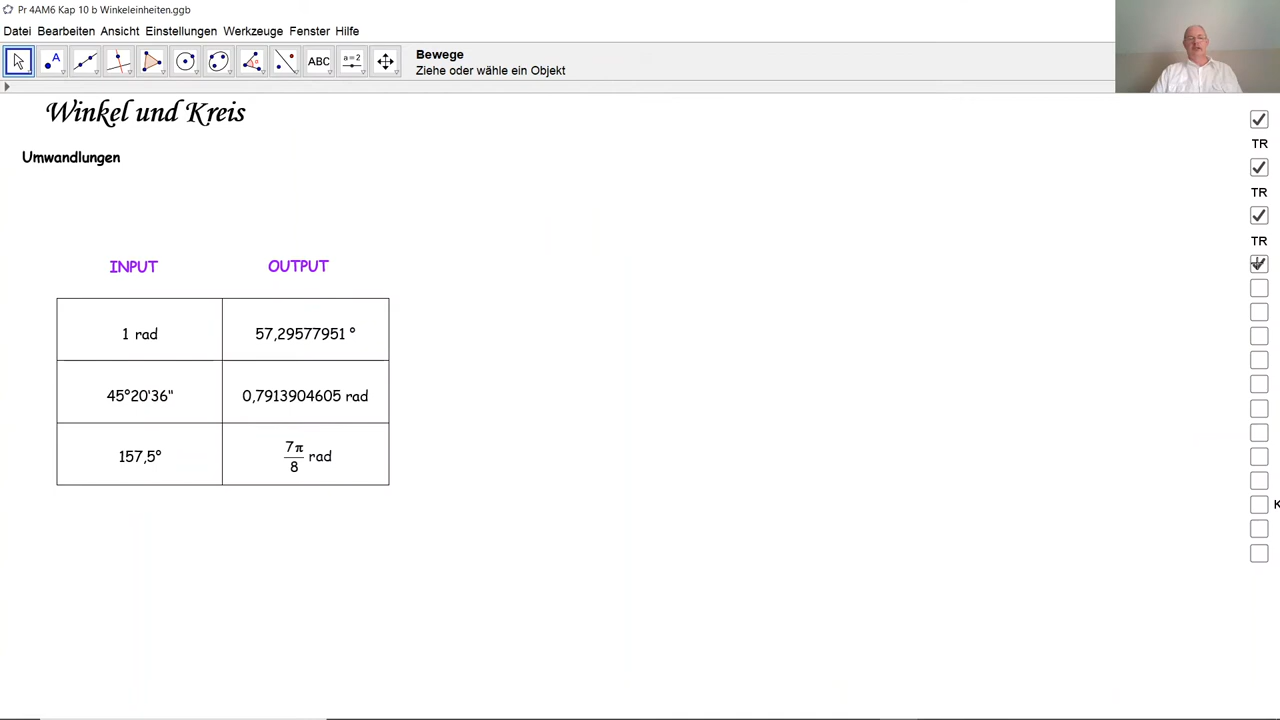 Pr 4AM6 Kap 10 b Winkeleinheiten.ggb
Datei Bearbeiten Ansicht Einstellungen Werkzeuge Fenster Hilfe
A
ABC
a=2
Bewege
Ziehe oder wähle ein Objekt
Winkel und Kreis
Umwandlungen
TR
TR
TR
K
INPUT OUTPUT
1 rad 57,29577951 °
45°20'36" 0,7913904605 rad
157,5° 7π/8 rad